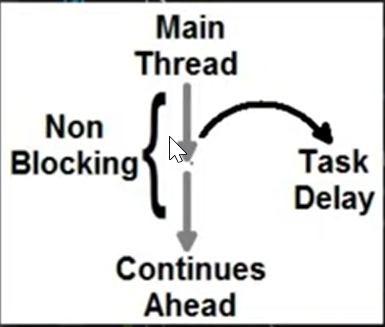 Main
Thread
Non
Blocking
Task
Delay
Continues
Ahead